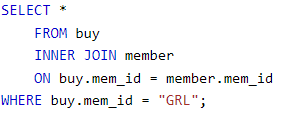 SELECT *
FROM buy
INNER JOIN member
ON buy.mem_id = member.mem_id
WHERE buy.mem_id = "GRL";